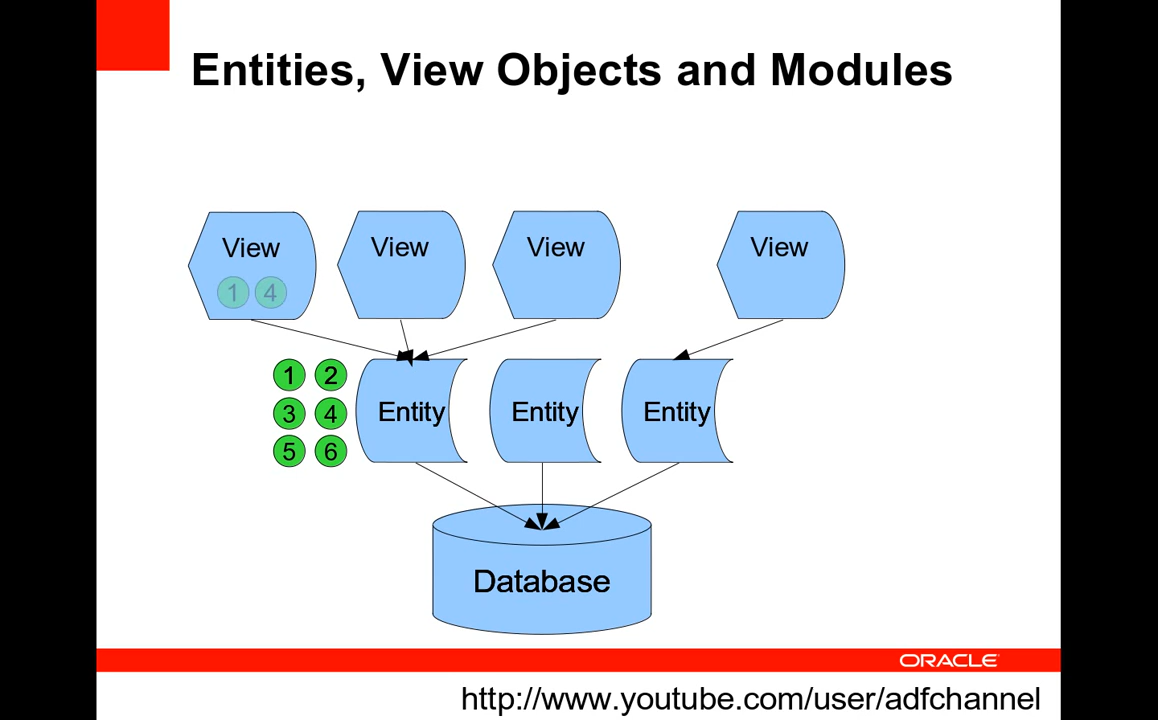 Entities, View Objects and Modules
View
View
View
View
1 4
1 2
3 4
5 6
Entity
Entity
Entity
Database
ORACLE
http://www.youtube.com/user/adfchannel